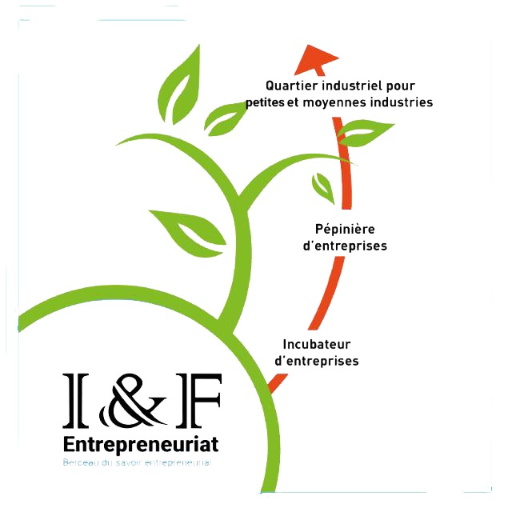 Quartier industriel pour
petites et moyennes industries
Pépinière
d'entreprises
Incubateur
d'entreprises
I&F
Entrepreneuriat
Berceau du savoir entrepreneurial